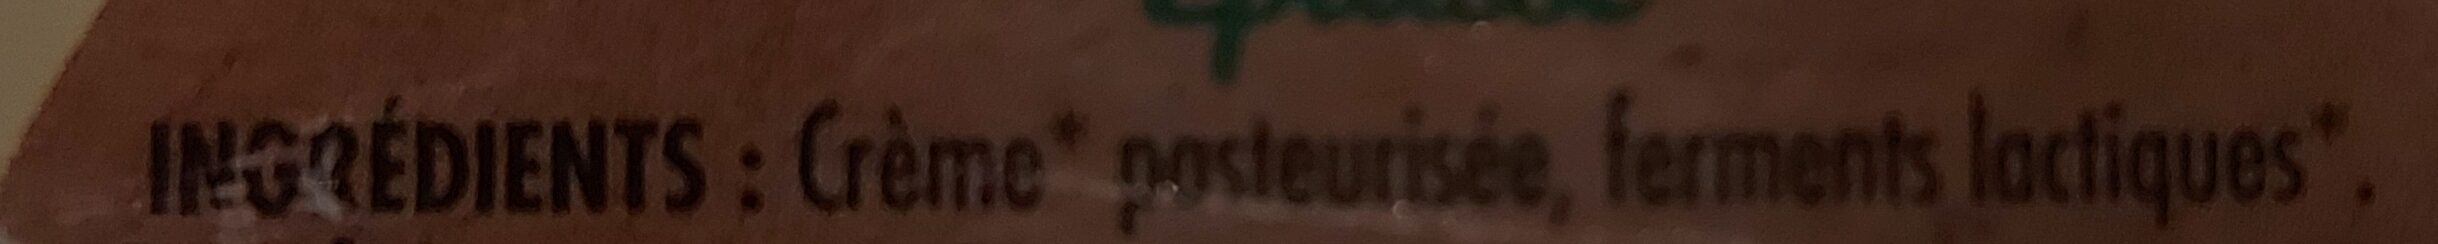 INGRÉDIENTS : Crème* pasteurisée, ferments lactiques*.